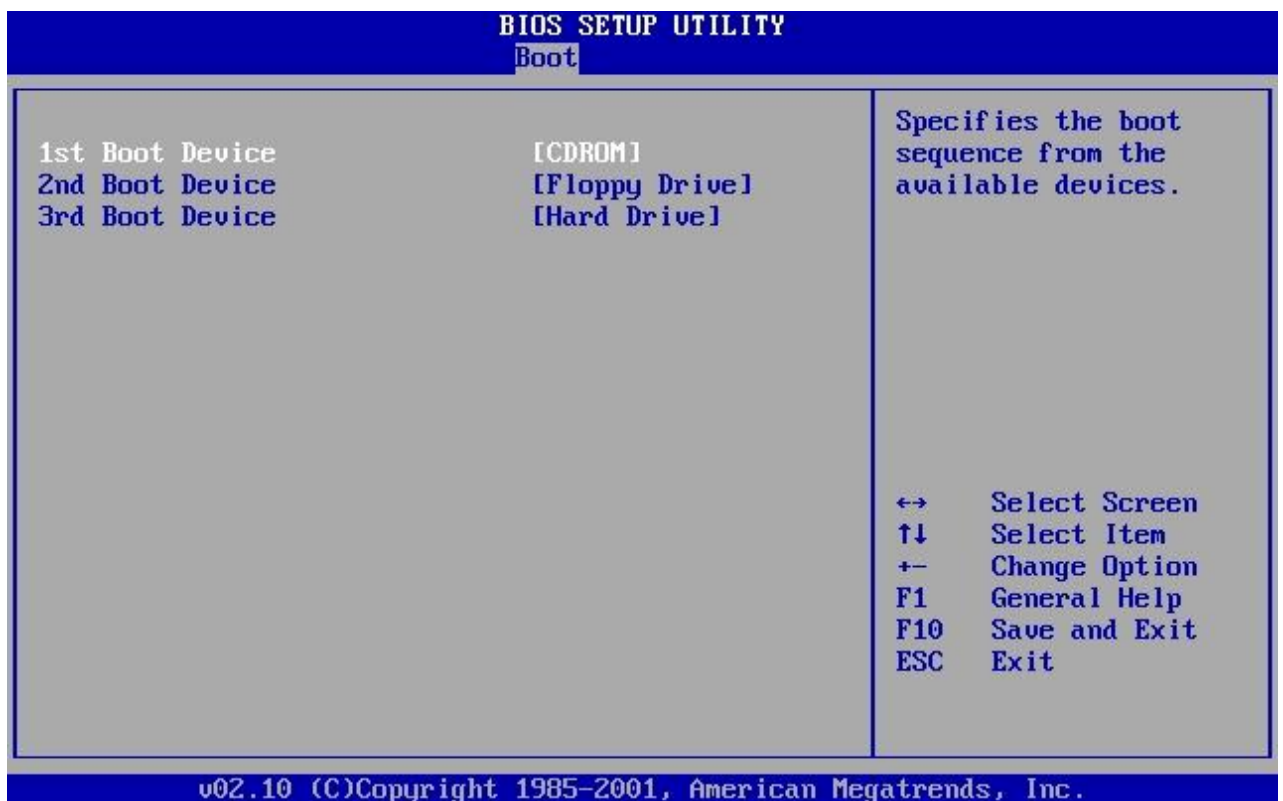 BIOS SETUP UTILITY
Boot
1st Boot Device [CDROM]
2nd Boot Device [Floppy Drive]
3rd Boot Device [Hard Drive]
Specifies the boot
sequence from the
available devices.
←→ Select Screen
↑↓ Select Item
+- Change Option
F1 General Help
F10 Save and Exit
ESC Exit
v02.10 (C)Copyright 1985-2001, American Megatrends, Inc.